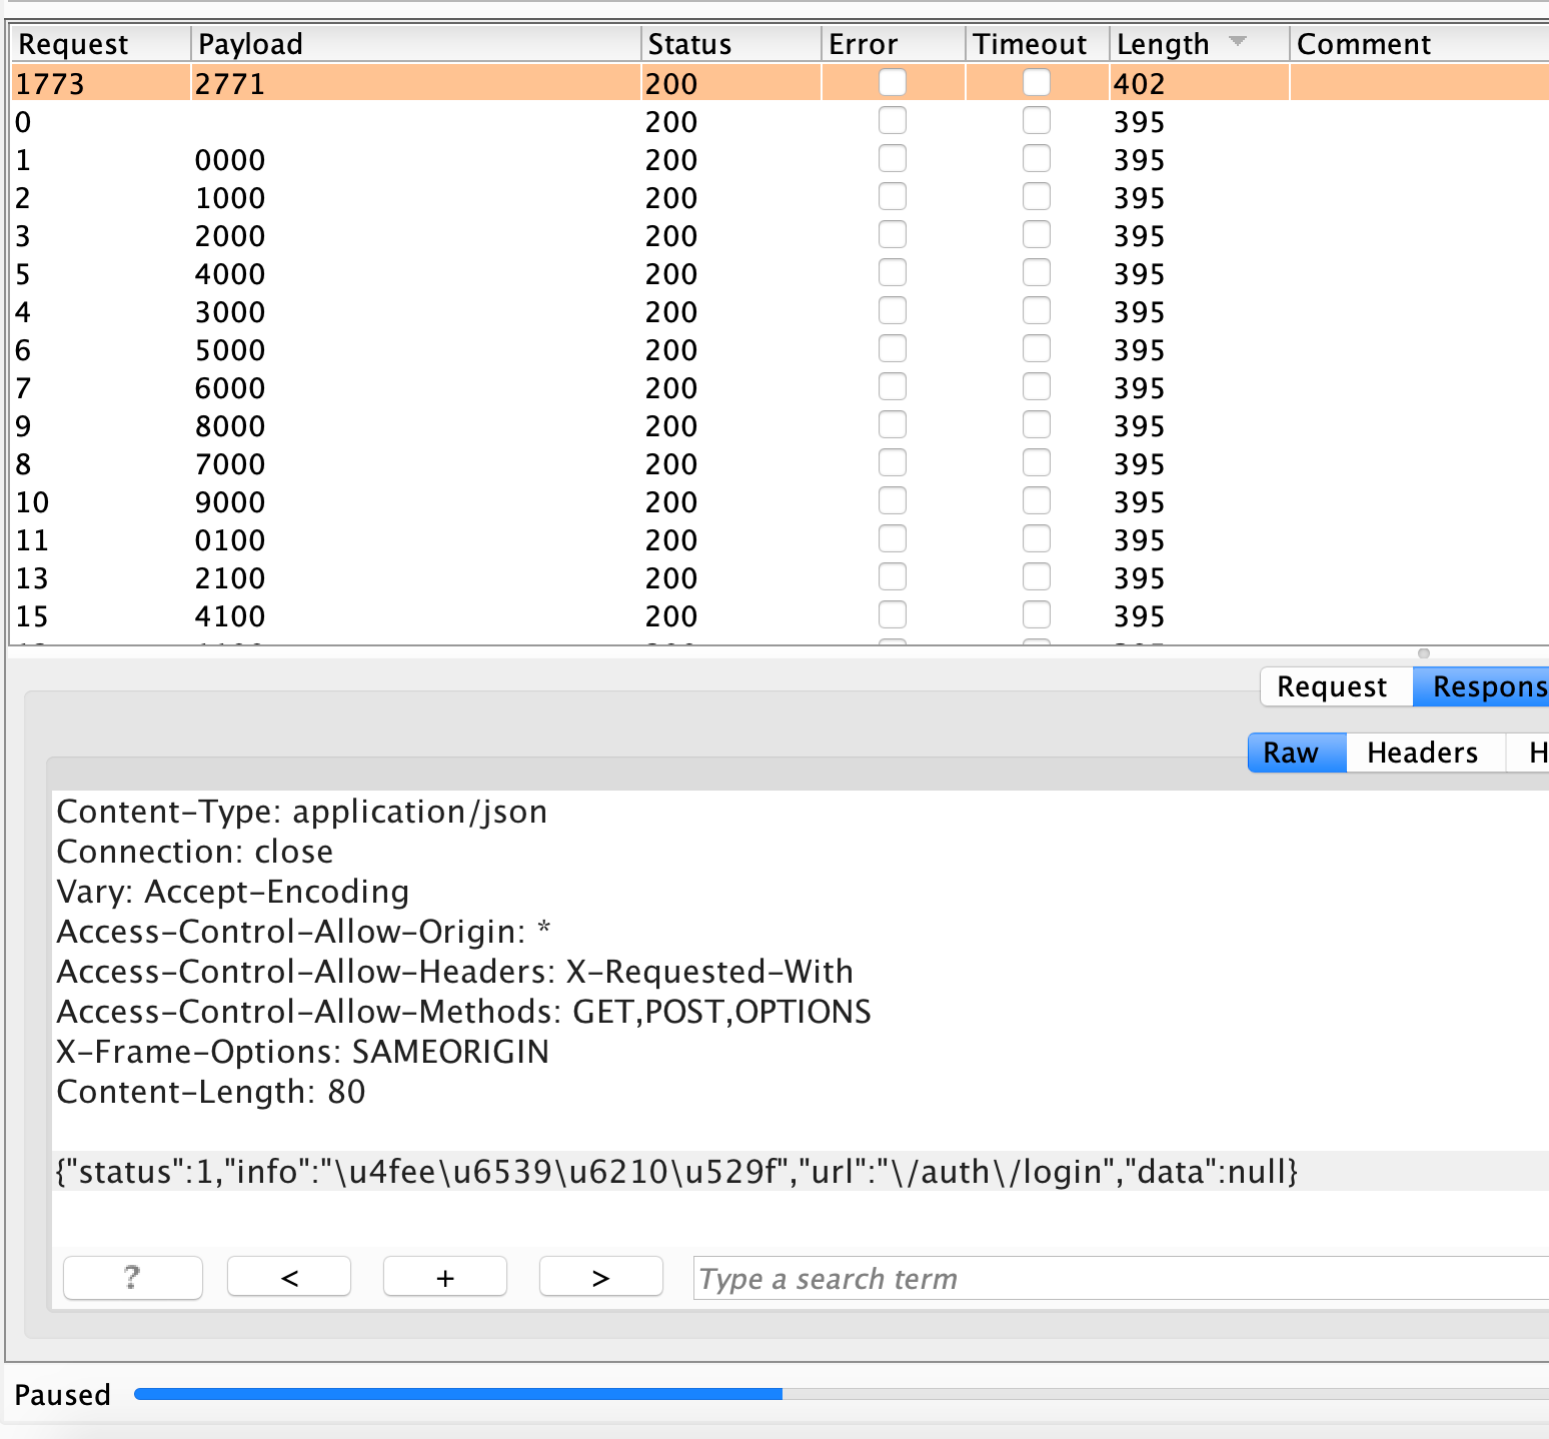 Request Payload Status Error Timeout Length Comment
1773 2771 200 402
0 200 395
1 0000 200 395
2 1000 200 395
3 2000 200 395
5 4000 200 395
4 3000 200 395
6 5000 200 395
7 6000 200 395
9 8000 200 395
8 7000 200 395
10 9000 200 395
11 0100 200 395
13 2100 200 395
15 4100 200 395
Request Respons
Raw Headers H
Content-Type: application/json
Connection: close
Vary: Accept-Encoding
Access-Control-Allow-Origin: *
Access-Control-Allow-Headers: X-Requested-With
Access-Control-Allow-Methods: GET,POST,OPTIONS
X-Frame-Options: SAMEORIGIN
Content-Length: 80
{"status":1,"info":"\u4fee\u6539\u6210\u529f","url":"\/auth\/login","data":null}
? < + > Type a search term
Paused